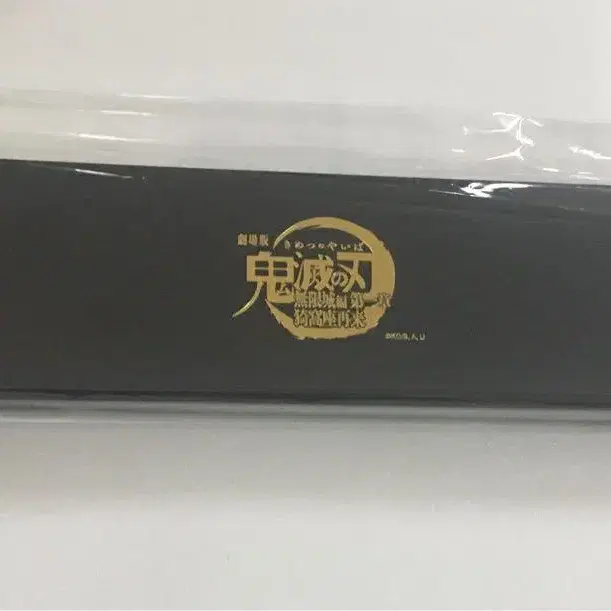 劇場版
きめつのやいば
鬼滅の刃
無限城編 第一章
猗窩座再来